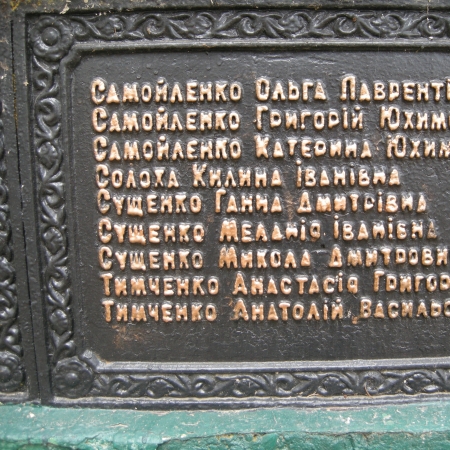 Самойленко Ольга Лавренті
Самойленко Григорій Юхим
Самойленко Катерина Юхим
Солоха Килина Іванівна
Сущенко Ганна Дмитрівна
Сущенко Меланія Іванівна
Сущенко Микола Дмитрови
Тимченко Анастасія Григор
Тимченко Анатолій Василь